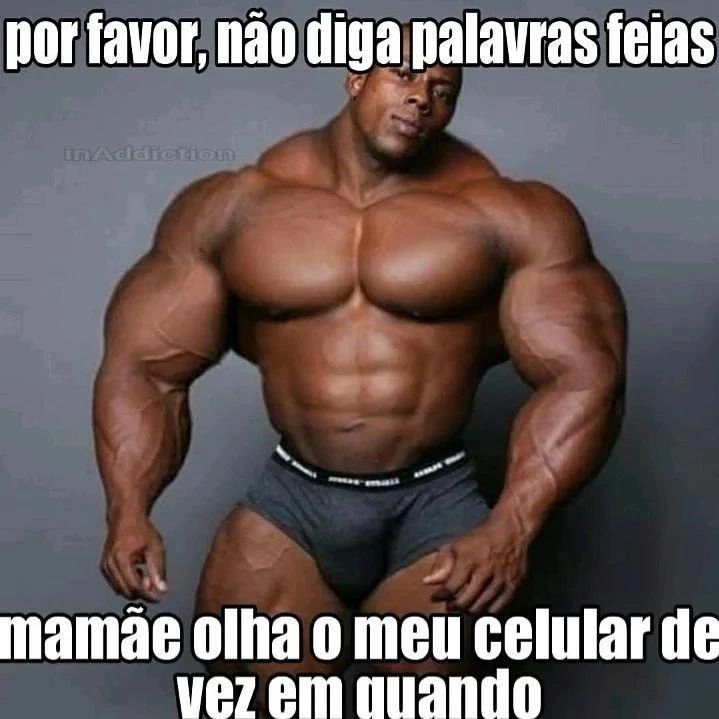 por favor, não diga palavras feias
inAddiction
mamãe olha o meu celular de
vez em quando